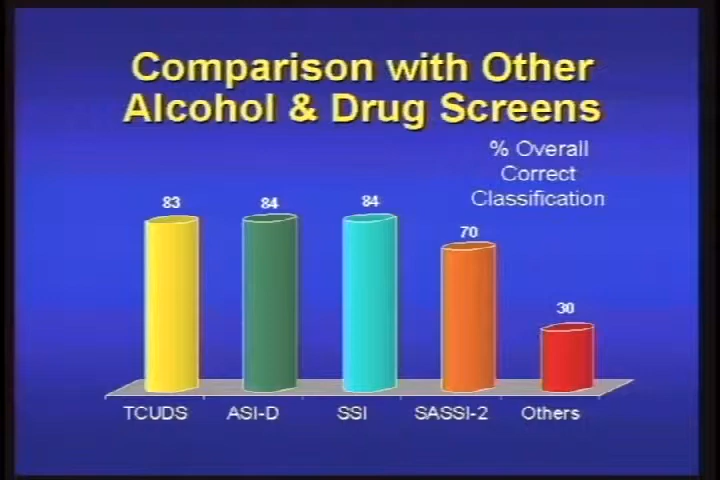 Comparison with Other
Alcohol & Drug Screens
% Overall
Correct
Classification
83
84
84
70
30
TCUDS
ASI-D
SSI
SASSI-2
Others